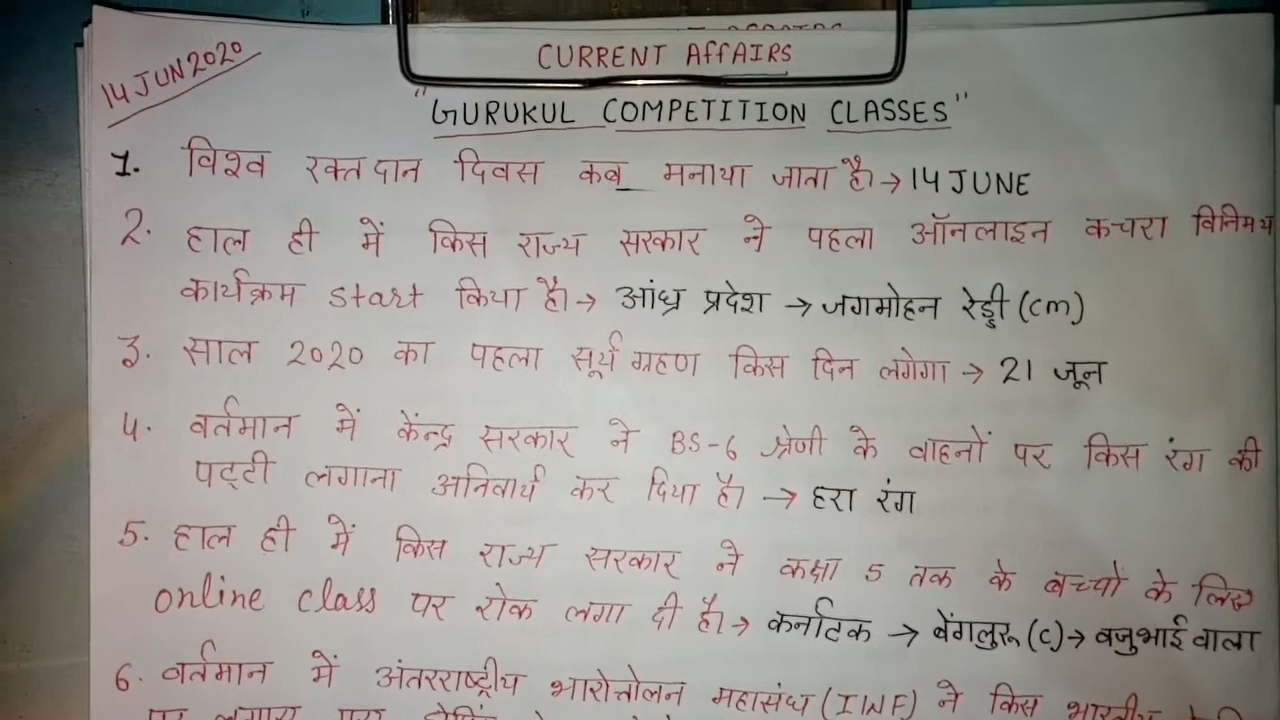 14 JUN 2020
CURRENT AffAIRS
"GURUKUL COMPETITION CLASSES"
1. विश्व रक्तदान दिवस कब मनाया जाता है।→ 14 JUNE
2. हाल ही में किस राज्य सरकार ने पहला ऑनलाइन कचरा विनिमय
कार्यक्रम start किया है।→ आंध्र प्रदेश → जगमोहन रेड्डी (cm)
3. साल 2020 का पहला सूर्य ग्रहण किस दिन लगेगा → 21 जून
4. वर्तमान में केंन्द्र सरकार ने BS-6 श्रेणी के वाहनों पर किस रंग की
पट्टी लगाना अनिवार्य कर दिया है। → हरा रंग
5. हाल ही में किस राज्य सरकार ने कक्षा 5 तक के बच्चों के लिए
online class पर रोक लगा दी है।→ कर्नाटक → बेंगलुरू (c)→ वजुभाई वाला
6. वर्तमान में अंतरराष्ट्रीय भारोत्तोलन महासंघ (IWF) ने किस